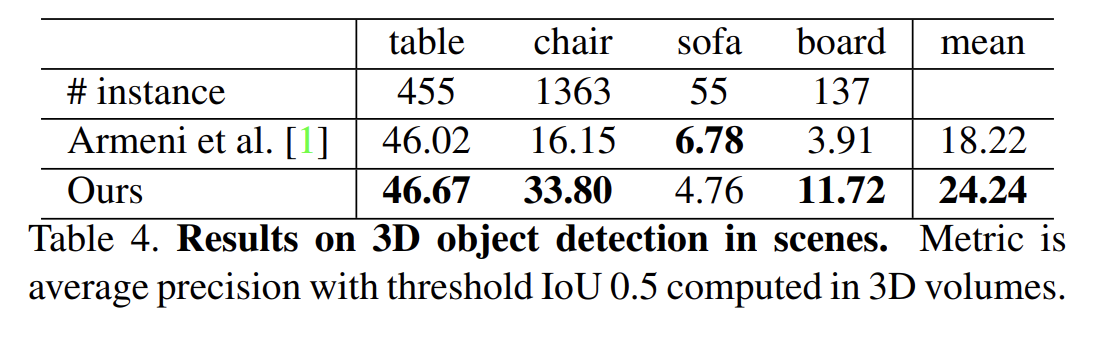 table chair sofa board mean
# instance 455 1363 55 137
Armeni et al. [1] 46.02 16.15 6.78 3.91 18.22
Ours 46.67 33.80 4.76 11.72 24.24
Table 4. Results on 3D object detection in scenes. Metric is
average precision with threshold IoU 0.5 computed in 3D volumes.